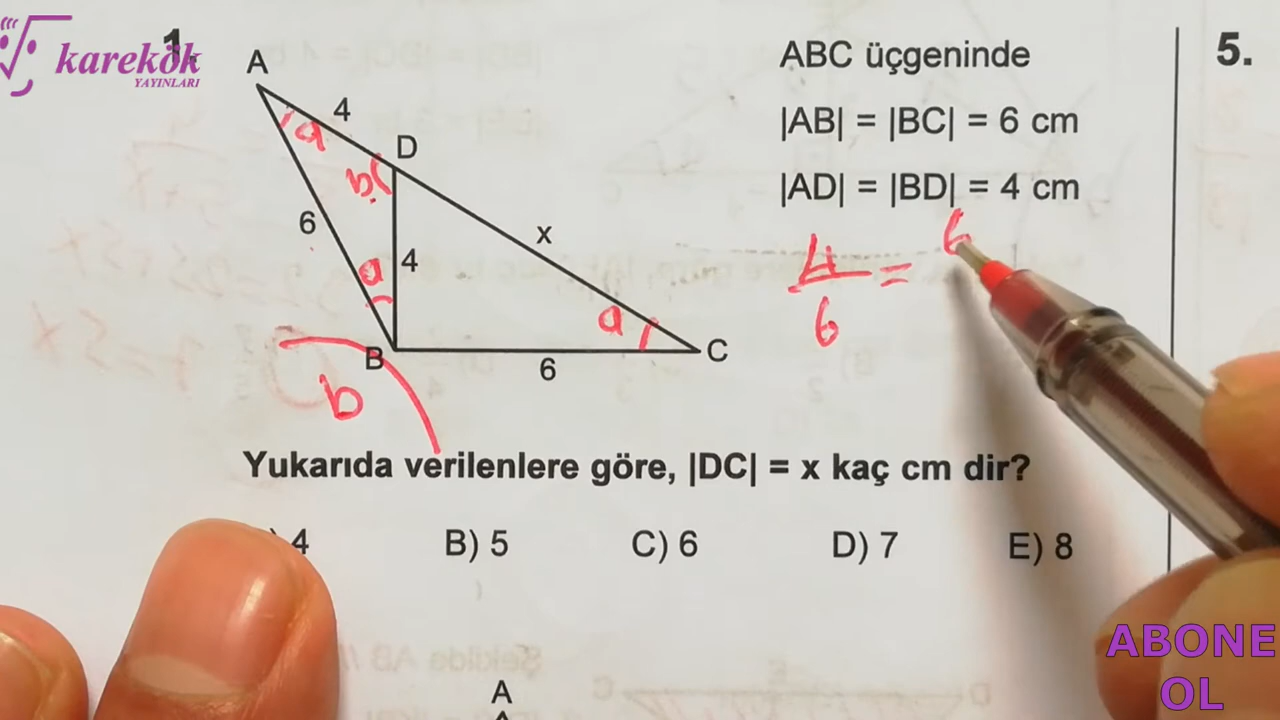 karekök
YAYINLARI
1.
A
4
a
D
b
6
x
a
4
a
B
C
6
b
ABC üçgeninde
|AB| = |BC| = 6 cm
|AD| = |BD| = 4 cm
4/6 = 6
5.
Yukarıda verilenlere göre, |DC| = x kaç cm dir?
) 4 B) 5 C) 6 D) 7 E) 8
A
ABONE
OL